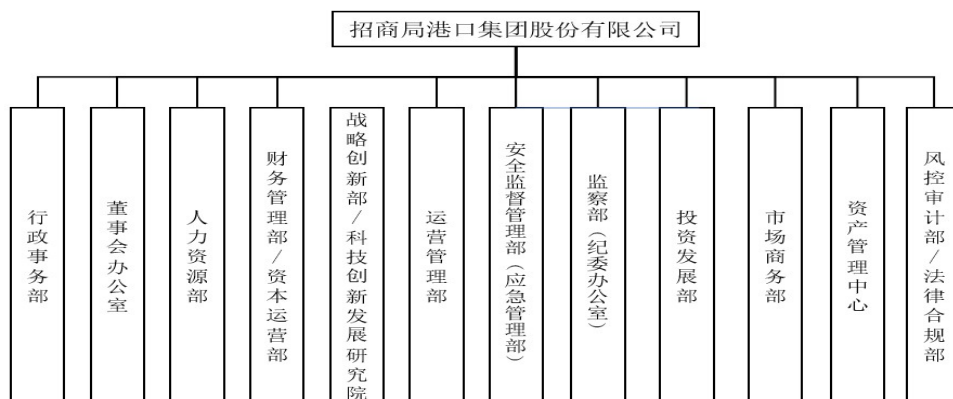 招商局港口集团股份有限公司
行政事务部
董事会办公室
人力资源部
财务管理部/资本运营部
战略创新部/科技创新发展研究院
运营管理部
安全监督管理部(应急管理部)
监察部(纪委办公室)
投资发展部
市场商务部
资产管理中心
风控审计部/法律合规部